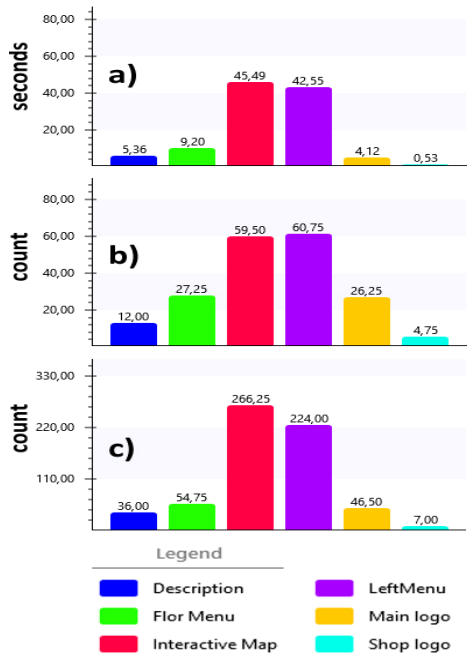 80,00
seconds
a)
60,00
45,49
42,55
40,00
20,00
5,36
9,20
4,12
0,53
80,00
count
b)
60,00
59,50
60,75
40,00
27,25
26,25
20,00
12,00
4,75
330,00
count
c)
266,25
224,00
220,00
110,00
36,00
54,75
46,50
7,00
Legend
Description LeftMenu
Flor Menu Main logo
Interactive Map Shop logo